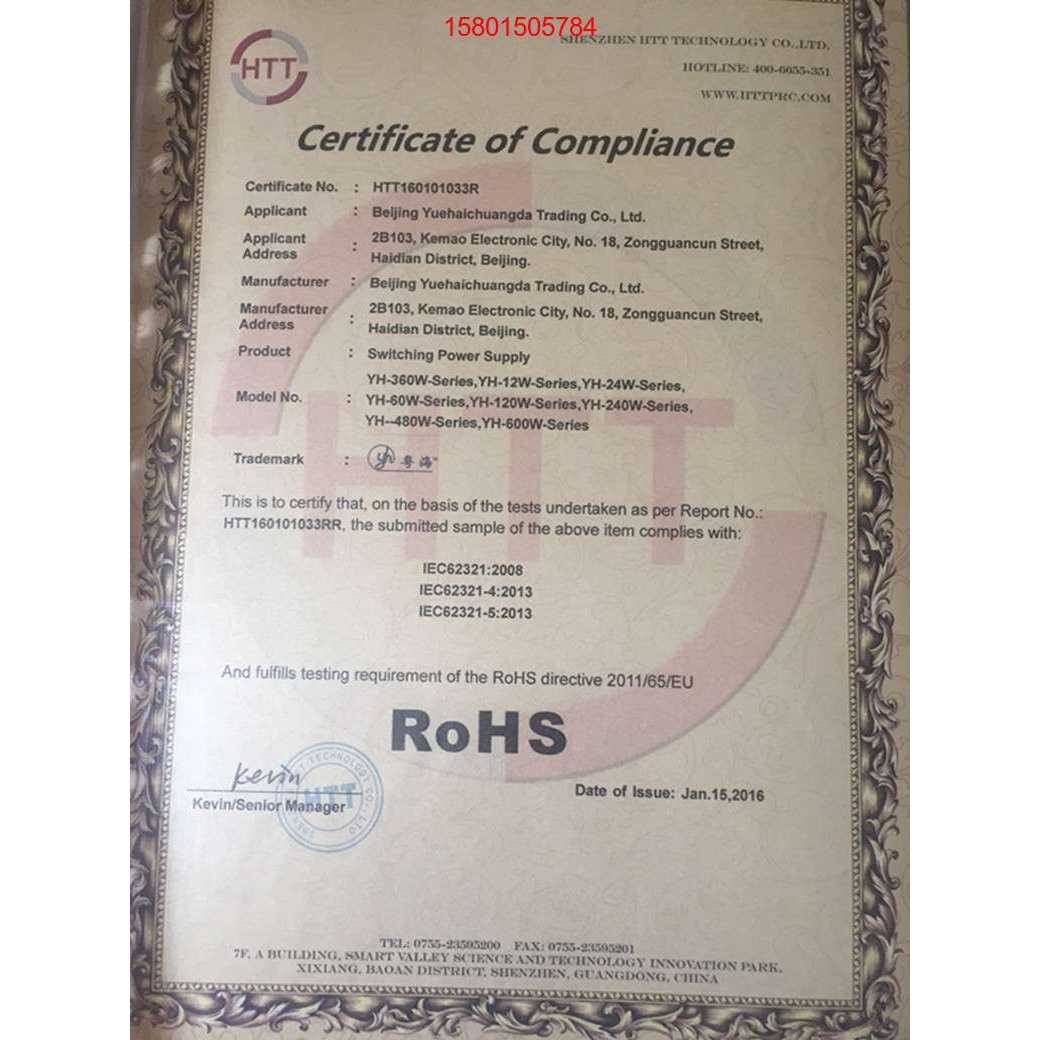 15801505784
HTT
SHENZHEN HTT TECHNOLOGY CO.,LTD.
HOTLINE: 400-6655-351
WWW.HTTPRC.COM
Certificate of Compliance
Certificate No. : HTT160101033R
Applicant : Beijing Yuehaichuangda Trading Co., Ltd.
Applicant Address : 2B103, Kemao Electronic City, No. 18, Zongguancun Street,
Haidian District, Beijing.
Manufacturer : Beijing Yuehaichuangda Trading Co., Ltd.
Manufacturer Address : 2B103, Kemao Electronic City, No. 18, Zongguancun Street,
Haidian District, Beijing.
Product : Switching Power Supply
YH-360W-Series,YH-12W-Series,YH-24W-Series,
Model No. : YH-60W-Series,YH-120W-Series,YH-240W-Series,
YH--480W-Series,YH-600W-Series
Trademark : yh 粤海
This is to certify that, on the basis of the tests undertaken as per Report No.:
HTT160101033RR, the submitted sample of the above item complies with:
IEC62321:2008
IEC62321-4:2013
IEC62321-5:2013
And fulfills testing requirement of the RoHS directive 2011/65/EU
RoHS
Kevin
Kevin/Senior Manager
HTT
Date of Issue: Jan.15,2016
TEL: 0755-23595200 FAX: 0755-23595201
7F, A BUILDING, SMART VALLEY SCIENCE AND TECHNOLOGY INNOVATION PARK,
XIXIANG, BAOAN DISTRICT, SHENZHEN, GUANGDONG, CHINA